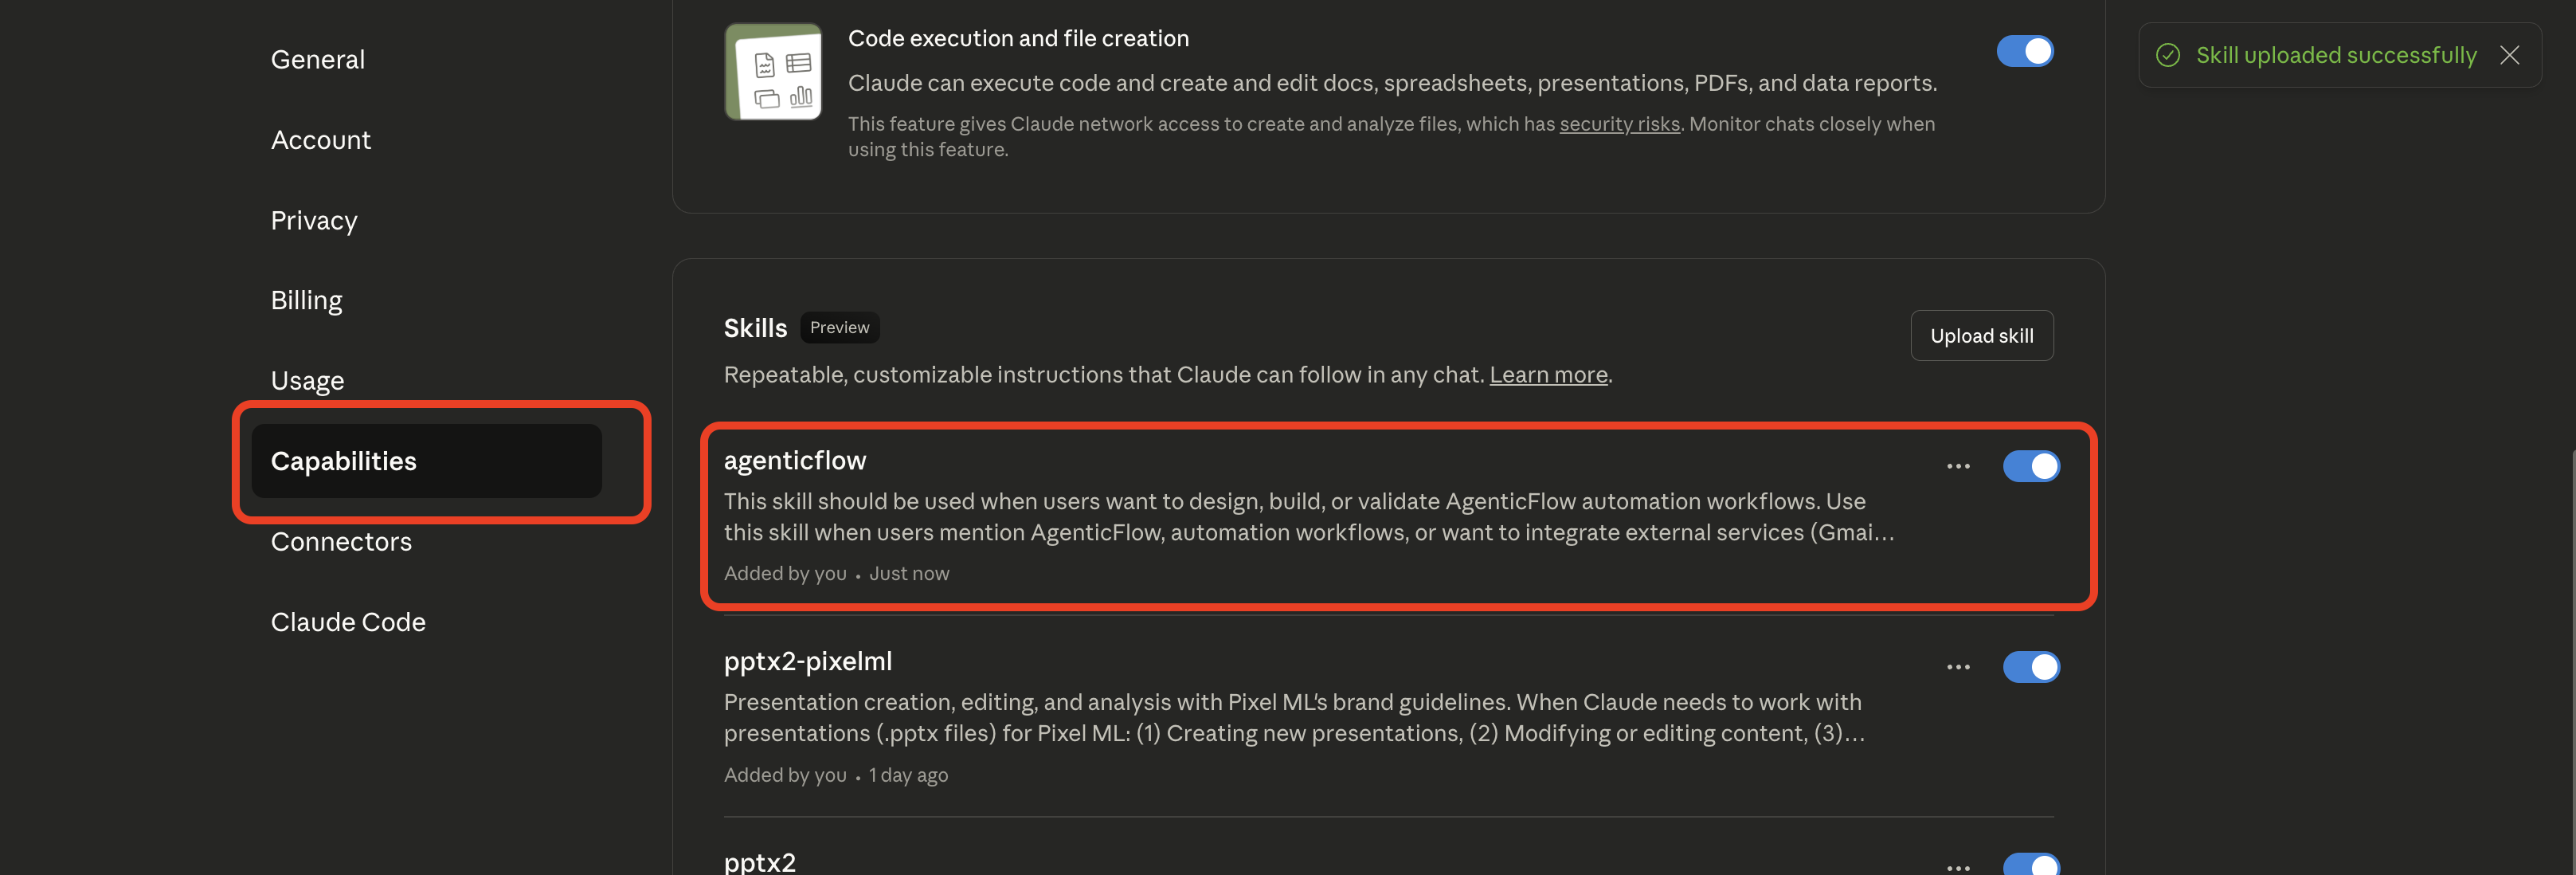 General
Account
Privacy
Billing
Usage
Capabilities
Connectors
Claude Code
Code execution and file creation
Claude can execute code and create and edit docs, spreadsheets, presentations, PDFs, and data reports.
This feature gives Claude network access to create and analyze files, which has security risks. Monitor chats closely when
using this feature.
Skills Preview
Upload skill
Repeatable, customizable instructions that Claude can follow in any chat. Learn more.
agenticflow
This skill should be used when users want to design, build, or validate AgenticFlow automation workflows. Use
this skill when users mention AgenticFlow, automation workflows, or want to integrate external services (Gmai...
Added by you • Just now
pptx2-pixelml
Presentation creation, editing, and analysis with Pixel ML's brand guidelines. When Claude needs to work with
presentations (.pptx files) for Pixel ML: (1) Creating new presentations, (2) Modifying or editing content, (3)...
Added by you • 1 day ago
pptx2
Skill uploaded successfully